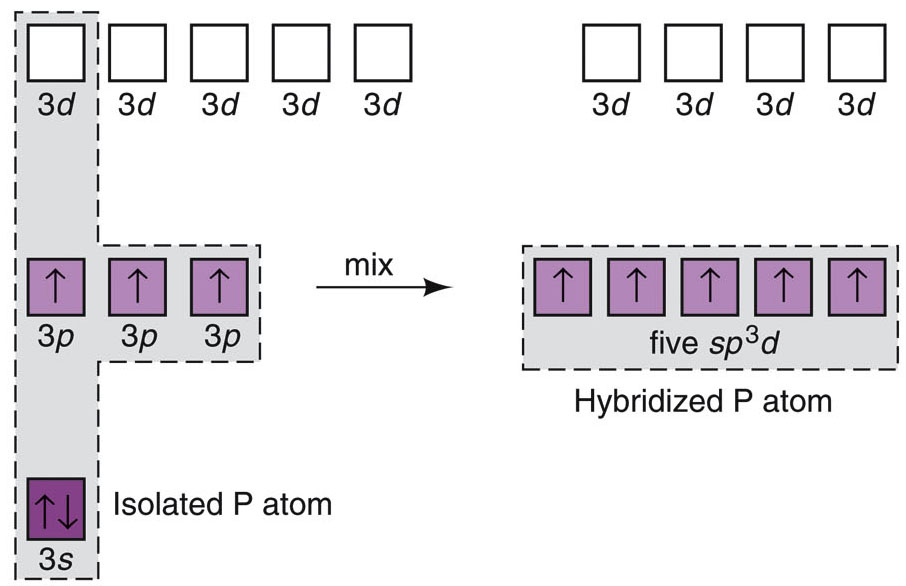 3d 3d 3d 3d 3d 3d 3d 3d 3d
↑ ↑ ↑ mix ↑ ↑ ↑ ↑ ↑
3p 3p 3p five sp³d
Hybridized P atom
↑↓ Isolated P atom
3s